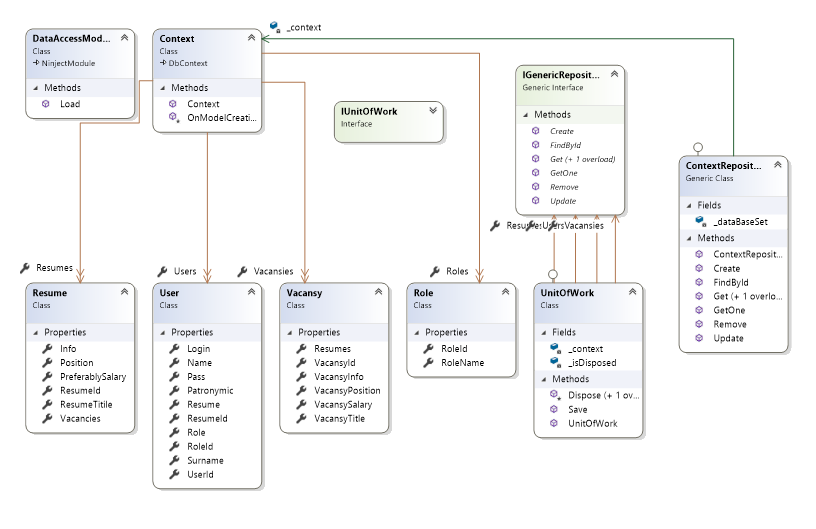 _context
DataAccessMod...
Class
NinjectModule
Methods
Load
Context
Class
DbContext
Methods
Context
OnModelCreati...
IUnitOfWork
Interface
IGenericReposit...
Generic Interface
Methods
Create
FindById
Get (+ 1 overload)
GetOne
Remove
Update
ContextReposit...
Generic Class
Fields
_dataBaseSet
Methods
ContextReposit...
Create
FindById
Get (+ 1 overlo...
GetOne
Remove
Update
Resumes
Users
Vacansies
Roles
Users
Vacansies
Resume
Class
Properties
Info
Position
PreferablySalary
ResumeId
ResumeTitile
Vacancies
User
Class
Properties
Login
Name
Pass
Patronymic
Resume
ResumeId
Role
RoleId
Surname
UserId
Vacansy
Class
Properties
Resumes
VacansyId
VacansyInfo
VacansyPosition
VacansySalary
VacansyTitle
Role
Class
Properties
RoleId
RoleName
UnitOfWork
Class
Fields
_context
_isDisposed
Methods
Dispose (+ 1 ov...
Save
UnitOfWork